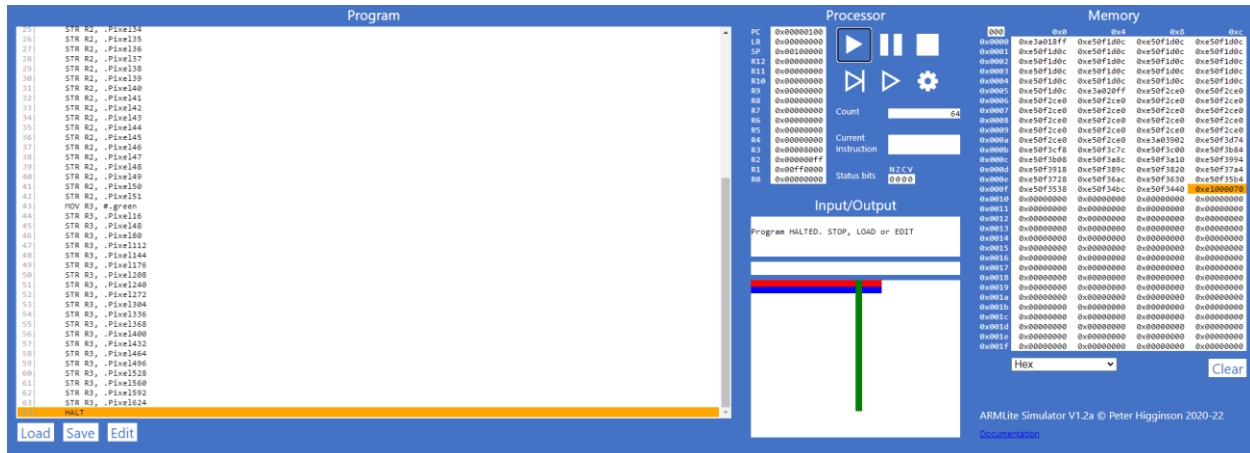 Program
25| STR R2, .Pixel34
26| STR R2, .Pixel35
27| STR R2, .Pixel36
28| STR R2, .Pixel37
29| STR R2, .Pixel38
30| STR R2, .Pixel39
31| STR R2, .Pixel40
32| STR R2, .Pixel41
33| STR R2, .Pixel42
34| STR R2, .Pixel43
35| STR R2, .Pixel44
36| STR R2, .Pixel45
37| STR R2, .Pixel46
38| STR R2, .Pixel47
39| STR R2, .Pixel48
40| STR R2, .Pixel49
41| STR R2, .Pixel50
42| STR R2, .Pixel51
43| MOV R3, #.green
44| STR R3, .Pixel16
45| STR R3, .Pixel48
46| STR R3, .Pixel80
47| STR R3, .Pixel112
48| STR R3, .Pixel144
49| STR R3, .Pixel176
50| STR R3, .Pixel208
51| STR R3, .Pixel240
52| STR R3, .Pixel272
53| STR R3, .Pixel304
54| STR R3, .Pixel336
55| STR R3, .Pixel368
56| STR R3, .Pixel400
57| STR R3, .Pixel432
58| STR R3, .Pixel464
59| STR R3, .Pixel496
60| STR R3, .Pixel528
61| STR R3, .Pixel560
62| STR R3, .Pixel592
63| STR R3, .Pixel624
HALT
Load Save Edit
Processor
PC 0x00000100
LR 0x00000000
SP 0x00100000
R12 0x00000000
R11 0x00000000
R10 0x00000000
R9 0x00000000
R8 0x00000000
R7 0x00000000
R6 0x00000000
R5 0x00000000
R4 0x00000000
R3 0x00008000
R2 0x000000ff
R1 0x00ff0000
R0 0x00000000
Count 64
Current
Instruction
Status bits NZCV
0000
Input/Output
Program HALTED. STOP, LOAD or EDIT
Memory
000 0x0 0x4 0x8 0xc
0x0000 0xe3a018ff 0xe50f1d0c 0xe50f1d0c 0xe50f1d0c
0x0001 0xe50f1d0c 0xe50f1d0c 0xe50f1d0c 0xe50f1d0c
0x0002 0xe50f1d0c 0xe50f1d0c 0xe50f1d0c 0xe50f1d0c
0x0003 0xe50f1d0c 0xe50f1d0c 0xe50f1d0c 0xe50f1d0c
0x0004 0xe50f1d0c 0xe50f1d0c 0xe50f1d0c 0xe50f1d0c
0x0005 0xe50f1d0c 0xe3a020ff 0xe50f2ce0 0xe50f2ce0
0x0006 0xe50f2ce0 0xe50f2ce0 0xe50f2ce0 0xe50f2ce0
0x0007 0xe50f2ce0 0xe50f2ce0 0xe50f2ce0 0xe50f2ce0
0x0008 0xe50f2ce0 0xe50f2ce0 0xe50f2ce0 0xe50f2ce0
0x0009 0xe50f2ce0 0xe50f2ce0 0xe50f2ce0 0xe50f2ce0
0x000a 0xe50f2ce0 0xe50f2ce0 0xe3a03902 0xe50f3d74
0x000b 0xe50f3cf8 0xe50f3c7c 0xe50f3c00 0xe50f3b84
0x000c 0xe50f3b08 0xe50f3a8c 0xe50f3a10 0xe50f3994
0x000d 0xe50f3918 0xe50f389c 0xe50f3820 0xe50f37a4
0x000e 0xe50f3728 0xe50f36ac 0xe50f3630 0xe50f35b4
0x000f 0xe50f3538 0xe50f34bc 0xe50f3440 0xe1000070
0x0010 0x00000000 0x00000000 0x00000000 0x00000000
0x0011 0x00000000 0x00000000 0x00000000 0x00000000
0x0012 0x00000000 0x00000000 0x00000000 0x00000000
0x0013 0x00000000 0x00000000 0x00000000 0x00000000
0x0014 0x00000000 0x00000000 0x00000000 0x00000000
0x0015 0x00000000 0x00000000 0x00000000 0x00000000
0x0016 0x00000000 0x00000000 0x00000000 0x00000000
0x0017 0x00000000 0x00000000 0x00000000 0x00000000
0x0018 0x00000000 0x00000000 0x00000000 0x00000000
0x0019 0x00000000 0x00000000 0x00000000 0x00000000
0x001a 0x00000000 0x00000000 0x00000000 0x00000000
0x001b 0x00000000 0x00000000 0x00000000 0x00000000
0x001c 0x00000000 0x00000000 0x00000000 0x00000000
0x001d 0x00000000 0x00000000 0x00000000 0x00000000
0x001e 0x00000000 0x00000000 0x00000000 0x00000000
0x001f 0x00000000 0x00000000 0x00000000 0x00000000
Hex
Clear
ARMLite Simulator V1.2a © Peter Higginson 2020-22
Documentation